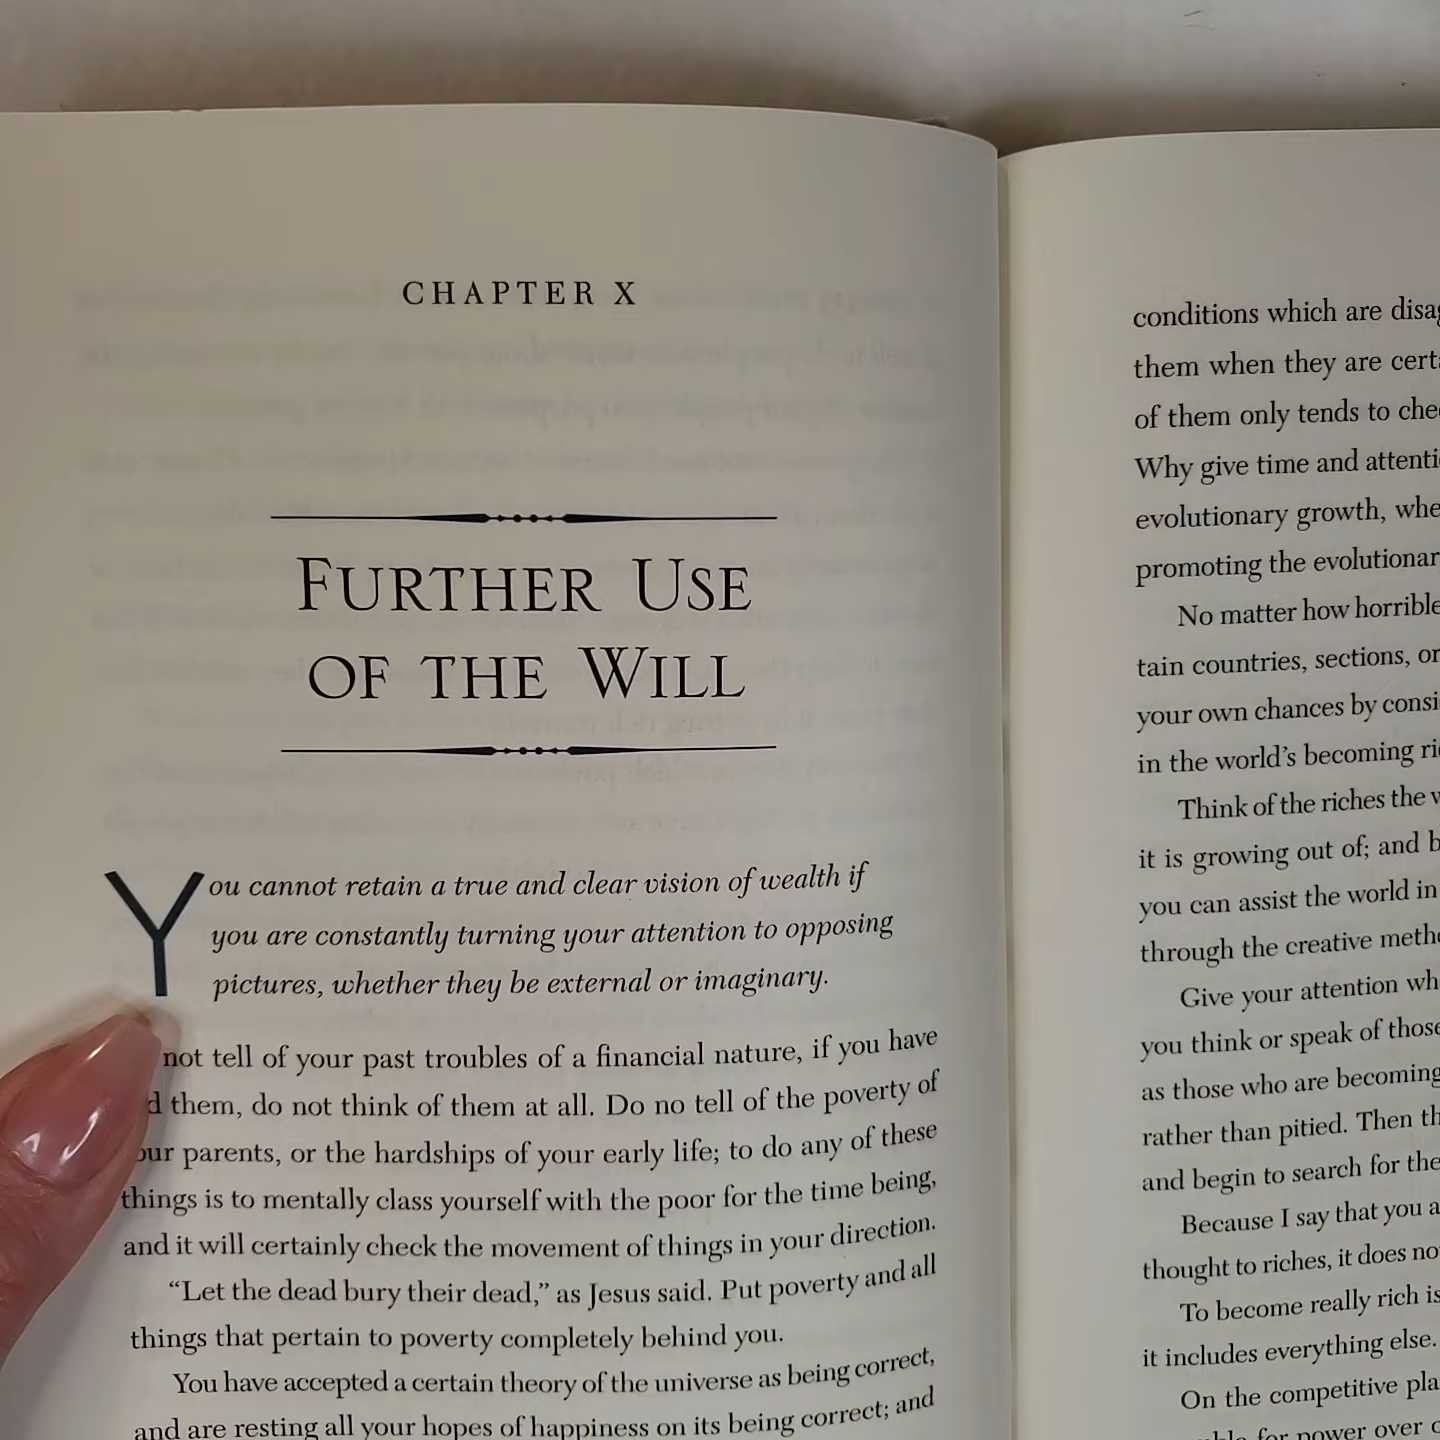 CHAPTER X
FURTHER USE
OF THE WILL
You cannot retain a true and clear vision of wealth if
you are constantly turning your attention to opposing
pictures, whether they be external or imaginary.
not tell of your past troubles of a financial nature, if you have
them, do not think of them at all. Do no tell of the poverty of
parents, or the hardships of your early life; to do any of these
things is to mentally class yourself with the poor for the time being,
and it will certainly check the movement of things in your direction.
“Let the dead bury their dead,” as Jesus said. Put poverty and all
things that pertain to poverty completely behind you.
You have accepted a certain theory of the universe as being correct,
and are resting all your hopes of happiness on its being correct; and
conditions which are
them when they are
of them only tends to
Why give time and
evolutionary growth,
promoting the
No matter how horrible
tain countries, sections, or
your own chances by
in the world’s becoming
Think of the riches the
it is growing out of; and
you can assist the world in
through the creative
Give your attention
you think or speak of those
as those who are becoming
rather than pitied. Then
and begin to search for the
Because I say that you
thought to riches, it does
To become really rich is
it includes everything else.
On the competitive
for power over